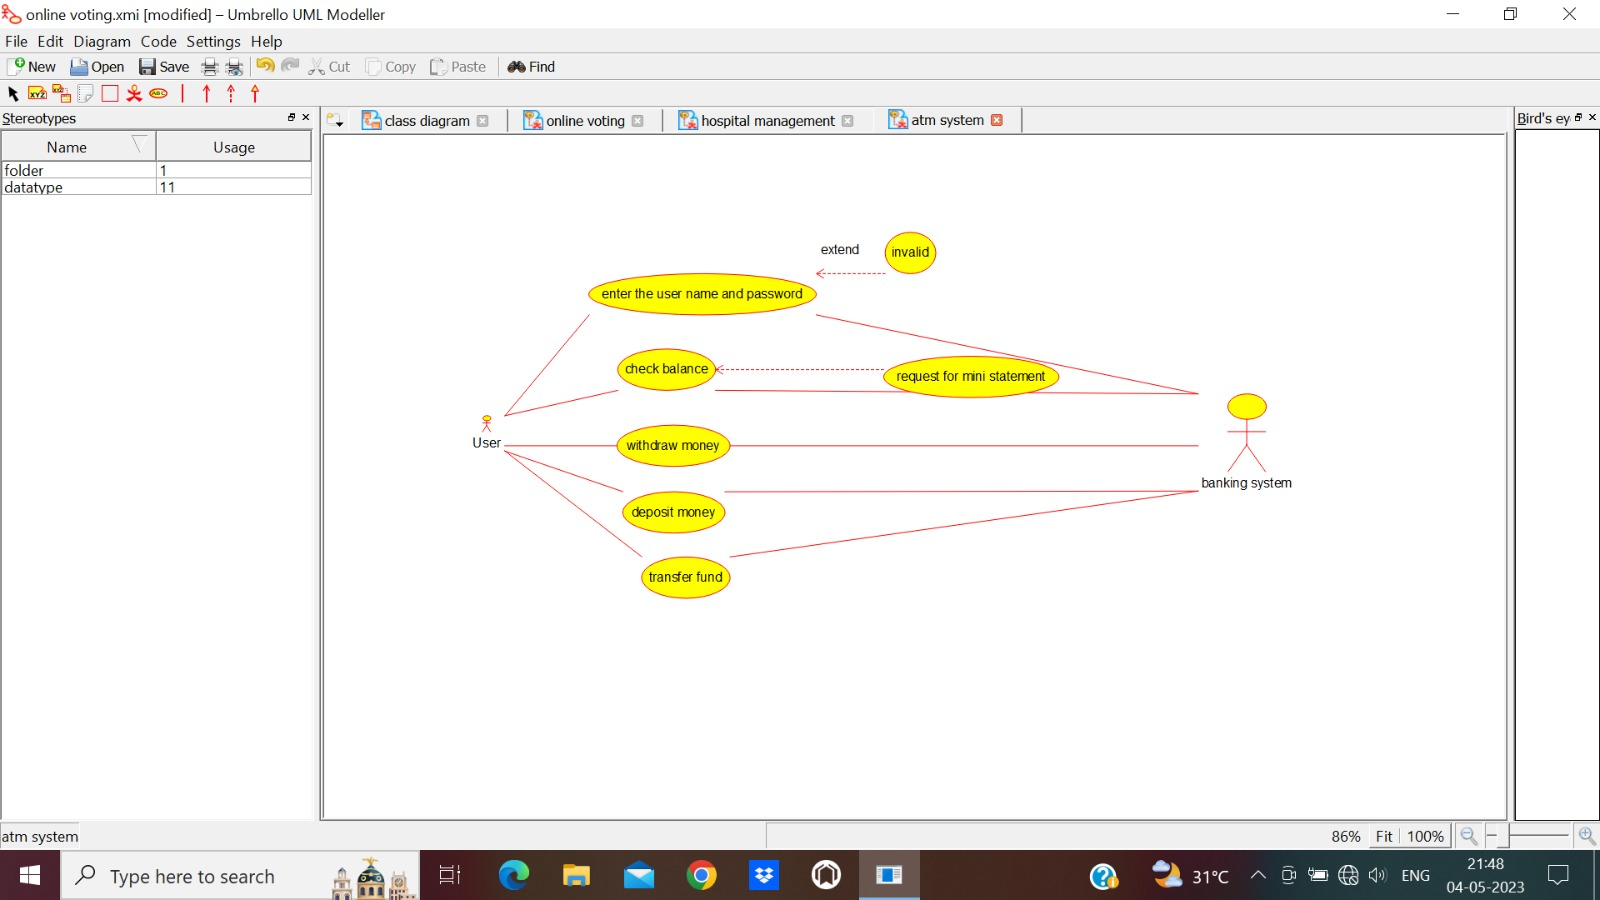 online voting.xmi [modified] – Umbrello UML Modeller
File Edit Diagram Code Settings Help
New Open Save Cut Copy Paste Find
XYZ XYZ ABC
Stereotypes
Name Usage
folder 1
datatype 11
class diagram online voting hospital management atm system
Bird's ey
extend
invalid
enter the user name and password
check balance
request for mini statement
User
withdraw money
banking system
deposit money
transfer fund
atm system
86% Fit 100%
Type here to search
31°C
ENG
21:48
04-05-2023